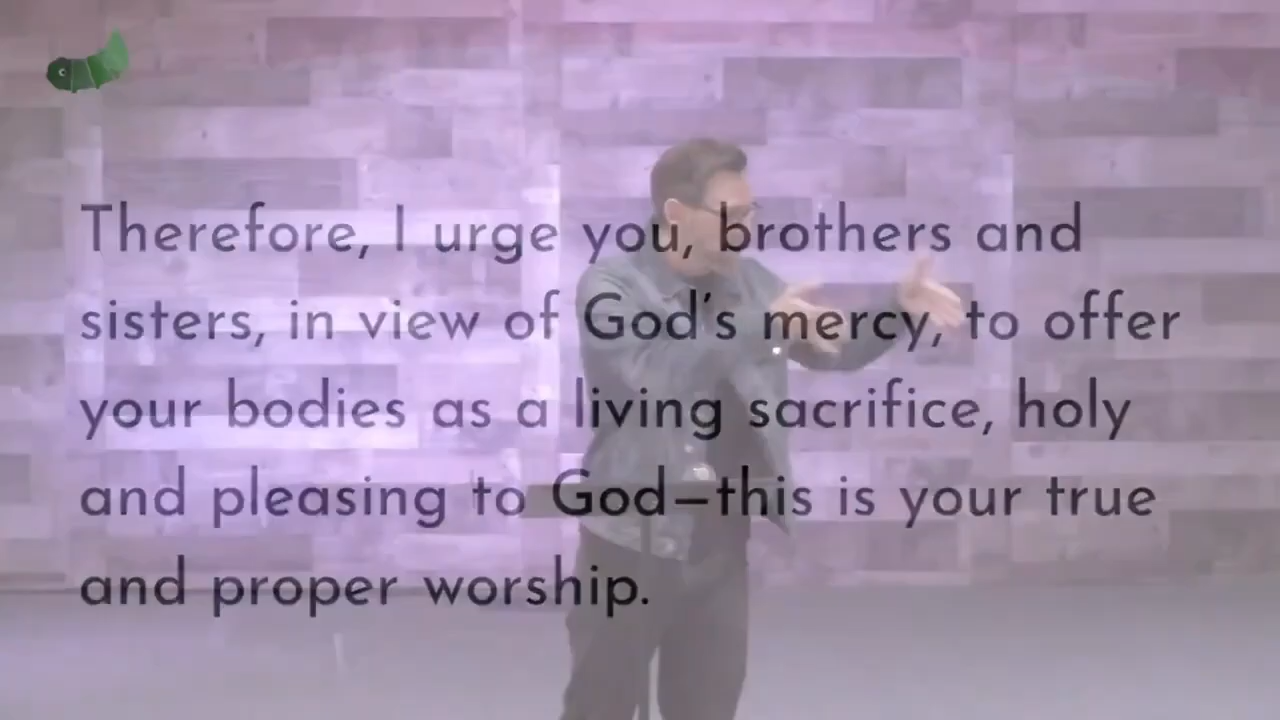 Therefore, I urge you, brothers and
sisters, in view of God's mercy, to offer
your bodies as a living sacrifice, holy
and pleasing to God—this is your true
and proper worship.